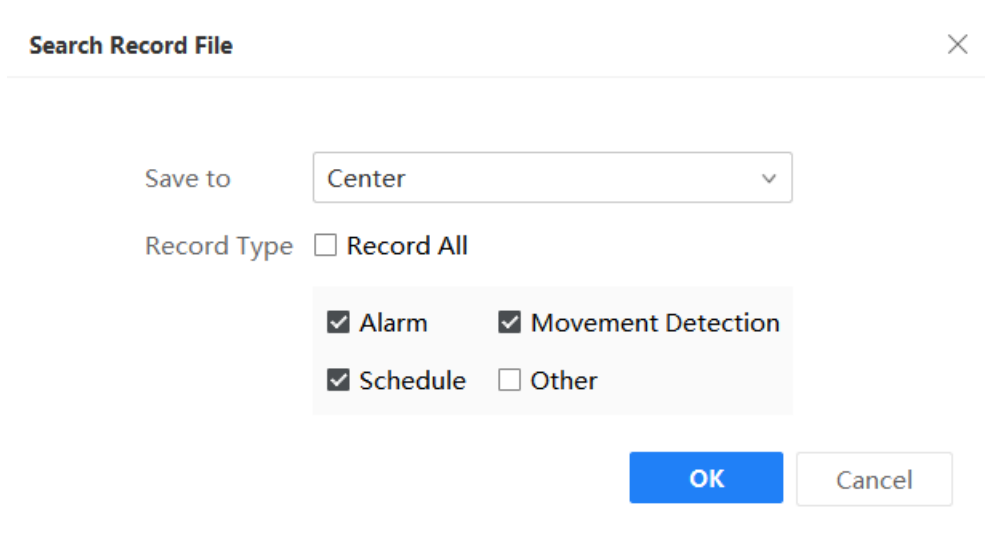 Search Record File
Save to Center
Record Type Record All
Alarm Movement Detection
Schedule Other
OK Cancel